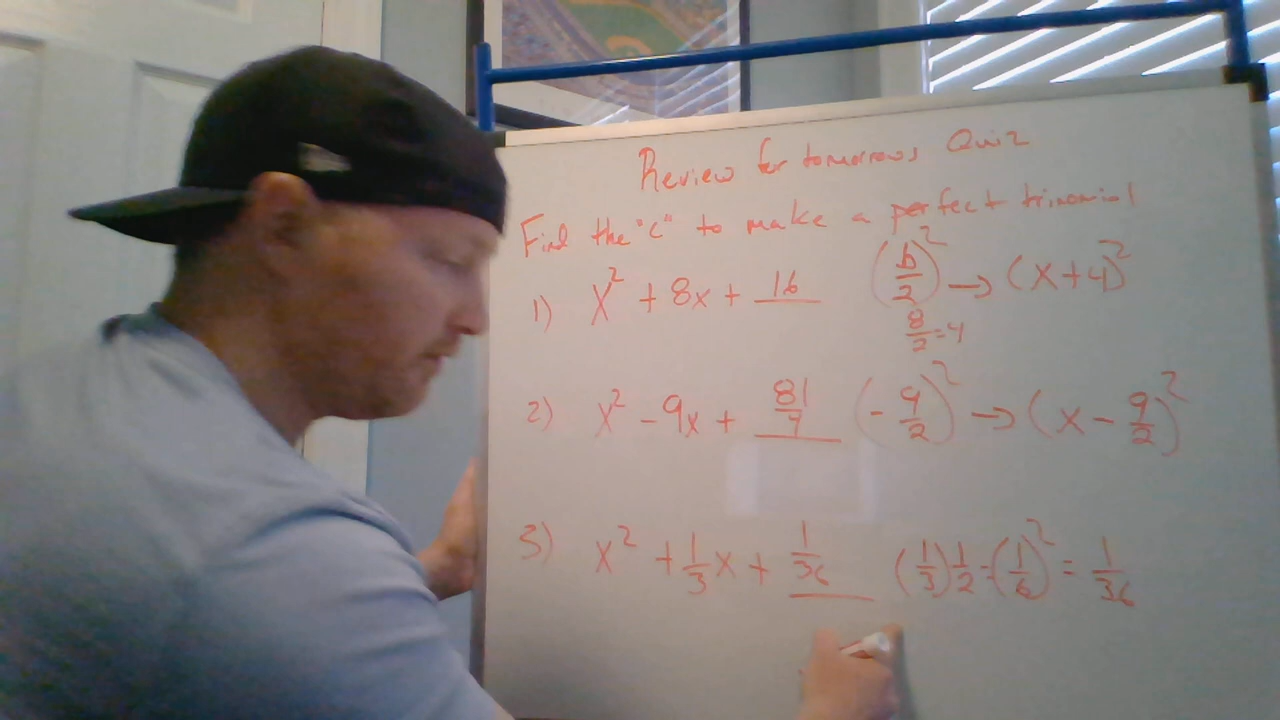 Review for tomorrows Quiz
Find the "C" to make a perfect trinomial
1) x² + 8x + 16 (b/2)² → (x+4)²
8/2=4
2) x² - 9x + 81/4 (-9/2)² → (x - 9/2)²
3) x² + 1/3x + 1/36 (1/3)1/2=(1/6)² = 1/36